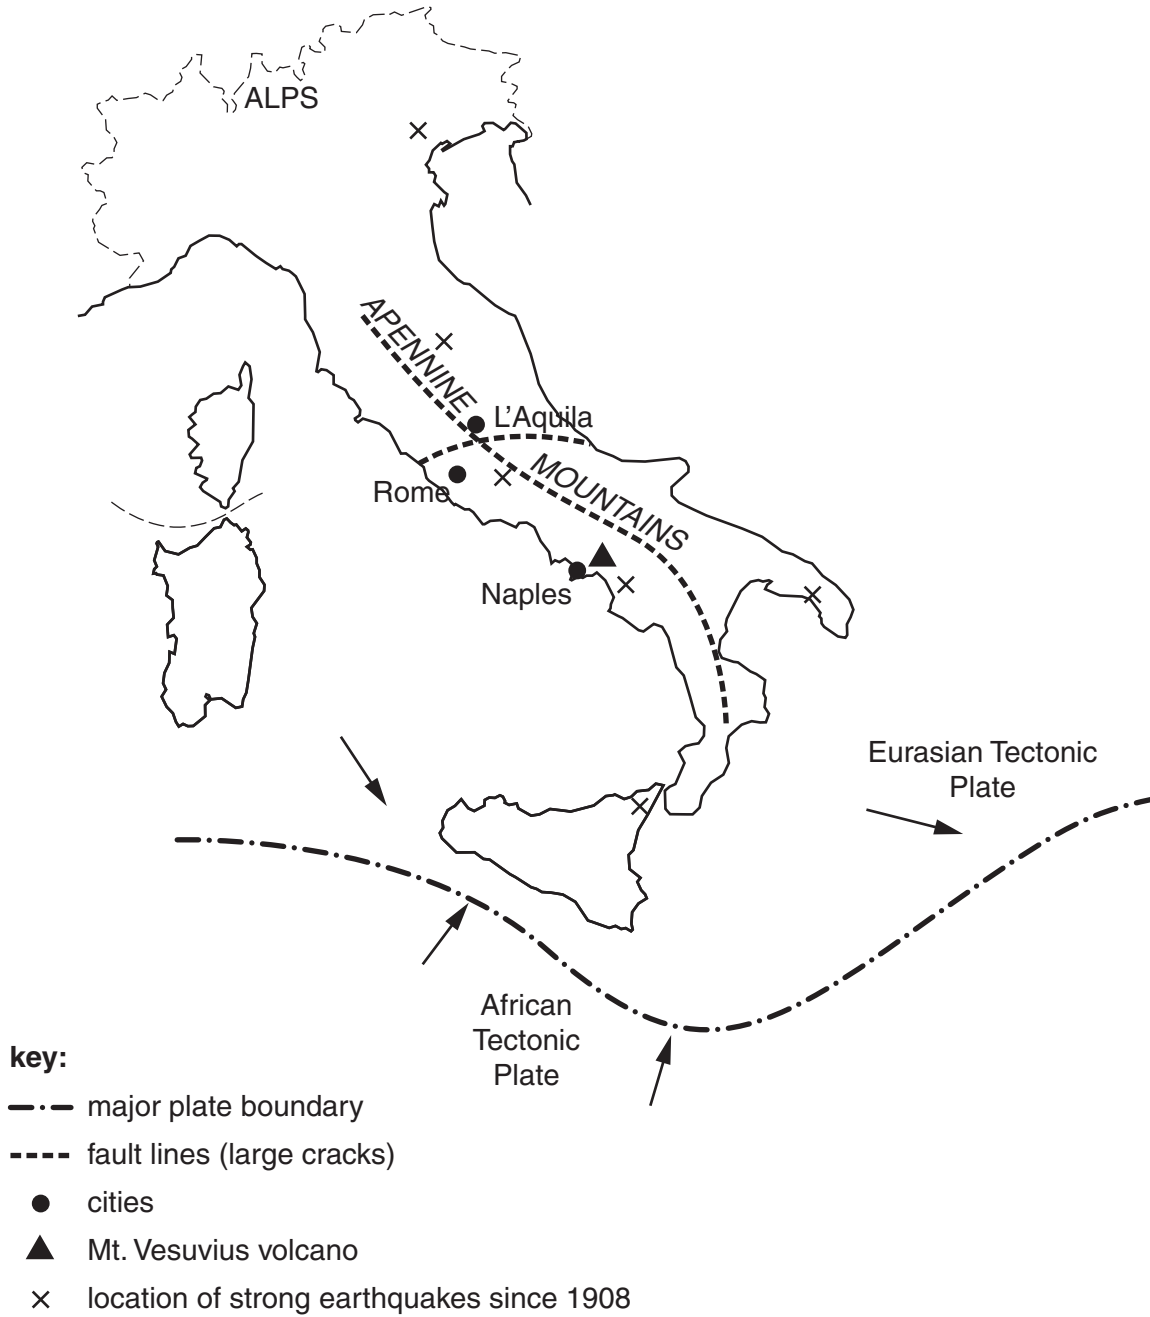 ALPS
APENNINE
L'Aquila
MOUNTAINS
Rome
Naples
Eurasian Tectonic
Plate
African
Tectonic
Plate
key:
major plate boundary
fault lines (large cracks)
cities
Mt. Vesuvius volcano
location of strong earthquakes since 1908